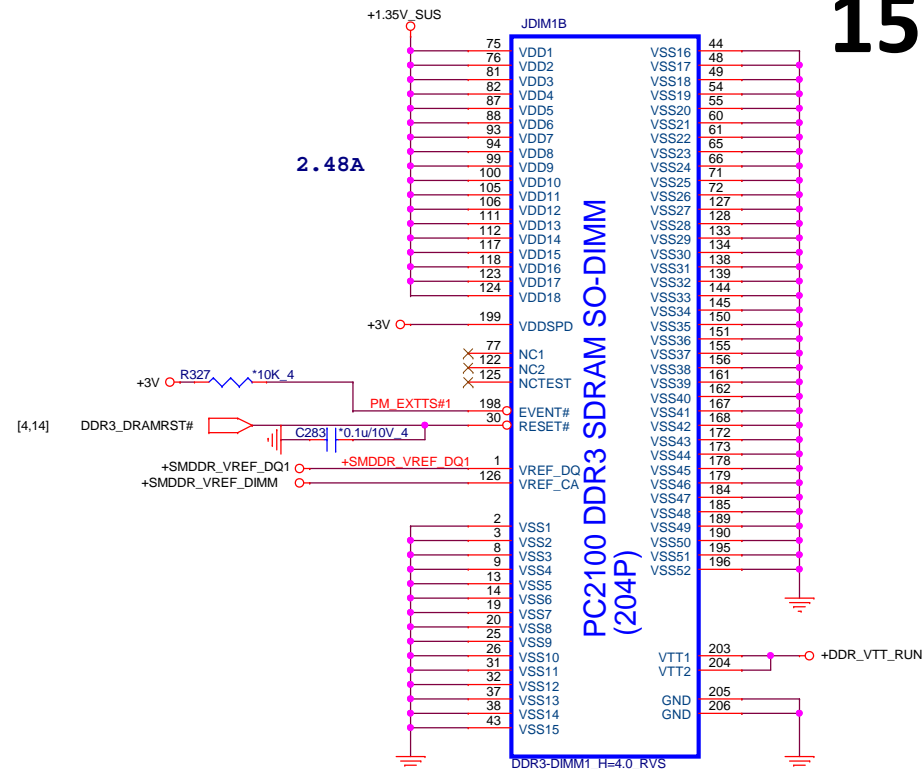 15
+1.35V_SUS
JDIM1B
2.48A
75 VDD1
76 VDD2
81 VDD3
82 VDD4
87 VDD5
88 VDD6
93 VDD7
94 VDD8
99 VDD9
100 VDD10
105 VDD11
106 VDD12
111 VDD13
112 VDD14
117 VDD15
118 VDD16
123 VDD17
124 VDD18
+3V 199 VDDSPD
77 NC1
122 NC2
125 NCTEST
+3V R327 *10K_4
PM_EXTTS#1 198 EVENT#
[4,14] DDR3_DRAMRST# 30 RESET#
C283 *0.1u/10V_4
+SMDDR_VREF_DQ1 +SMDDR_VREF_DQ1 1 VREF_DQ
+SMDDR_VREF_DIMM 126 VREF_CA
2 VSS1
3 VSS2
8 VSS3
9 VSS4
13 VSS5
14 VSS6
19 VSS7
20 VSS8
25 VSS9
26 VSS10
31 VSS11
32 VSS12
37 VSS13
38 VSS14
43 VSS15
PC2100 DDR3 SDRAM SO-DIMM
(204P)
VSS16 44
VSS17 48
VSS18 49
VSS19 54
VSS20 55
VSS21 60
VSS22 61
VSS23 65
VSS24 66
VSS25 71
VSS26 72
VSS27 127
VSS28 128
VSS29 133
VSS30 134
VSS31 138
VSS32 139
VSS33 144
VSS34 145
VSS35 150
VSS36 151
VSS37 155
VSS38 156
VSS39 161
VSS40 162
VSS41 167
VSS42 168
VSS43 172
VSS44 173
VSS45 178
VSS46 179
VSS47 184
VSS48 185
VSS49 189
VSS50 190
VSS51 195
VSS52 196
VTT1 203
VTT2 204
+DDR_VTT_RUN
GND 205
GND 206
DDR3-DIMM1_H=4.0_RVS